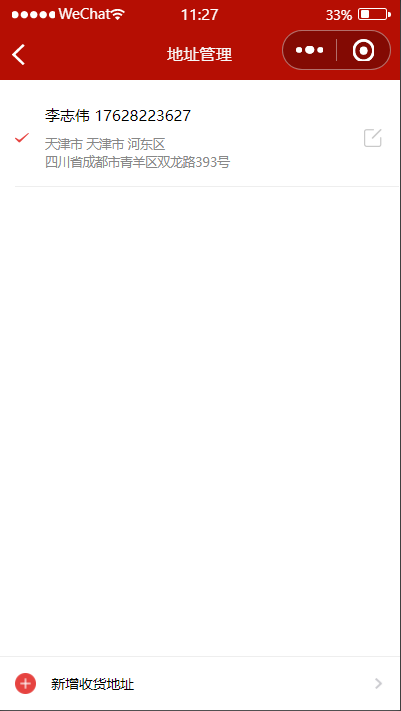 WeChat 11:27 33%
地址管理
李志伟 17628223627
天津市 天津市 河东区
四川省成都市青羊区双龙路393号
新增收货地址